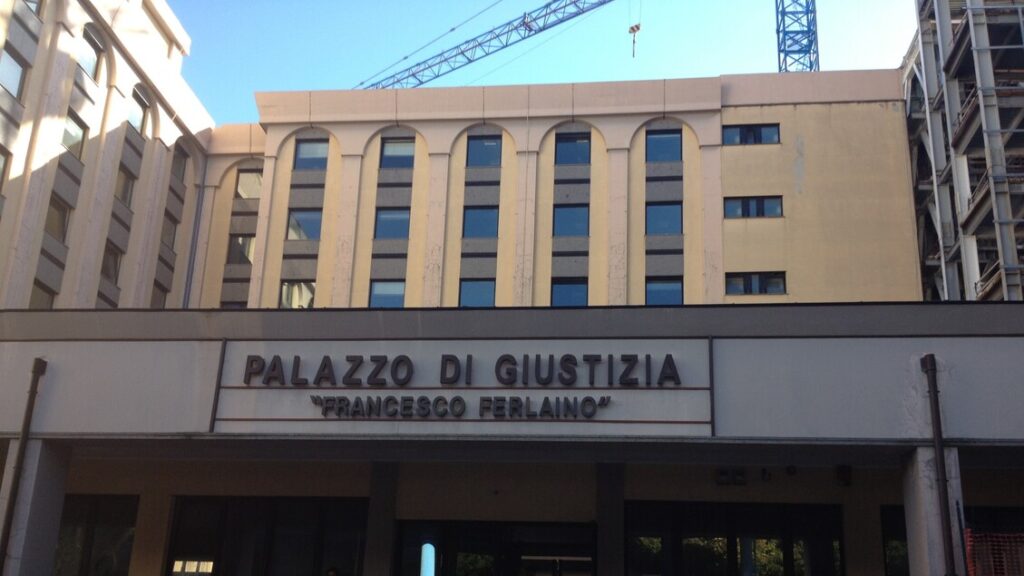 PALAZZO DI GIUSTIZIA
"FRANCESCO FERLAINO"